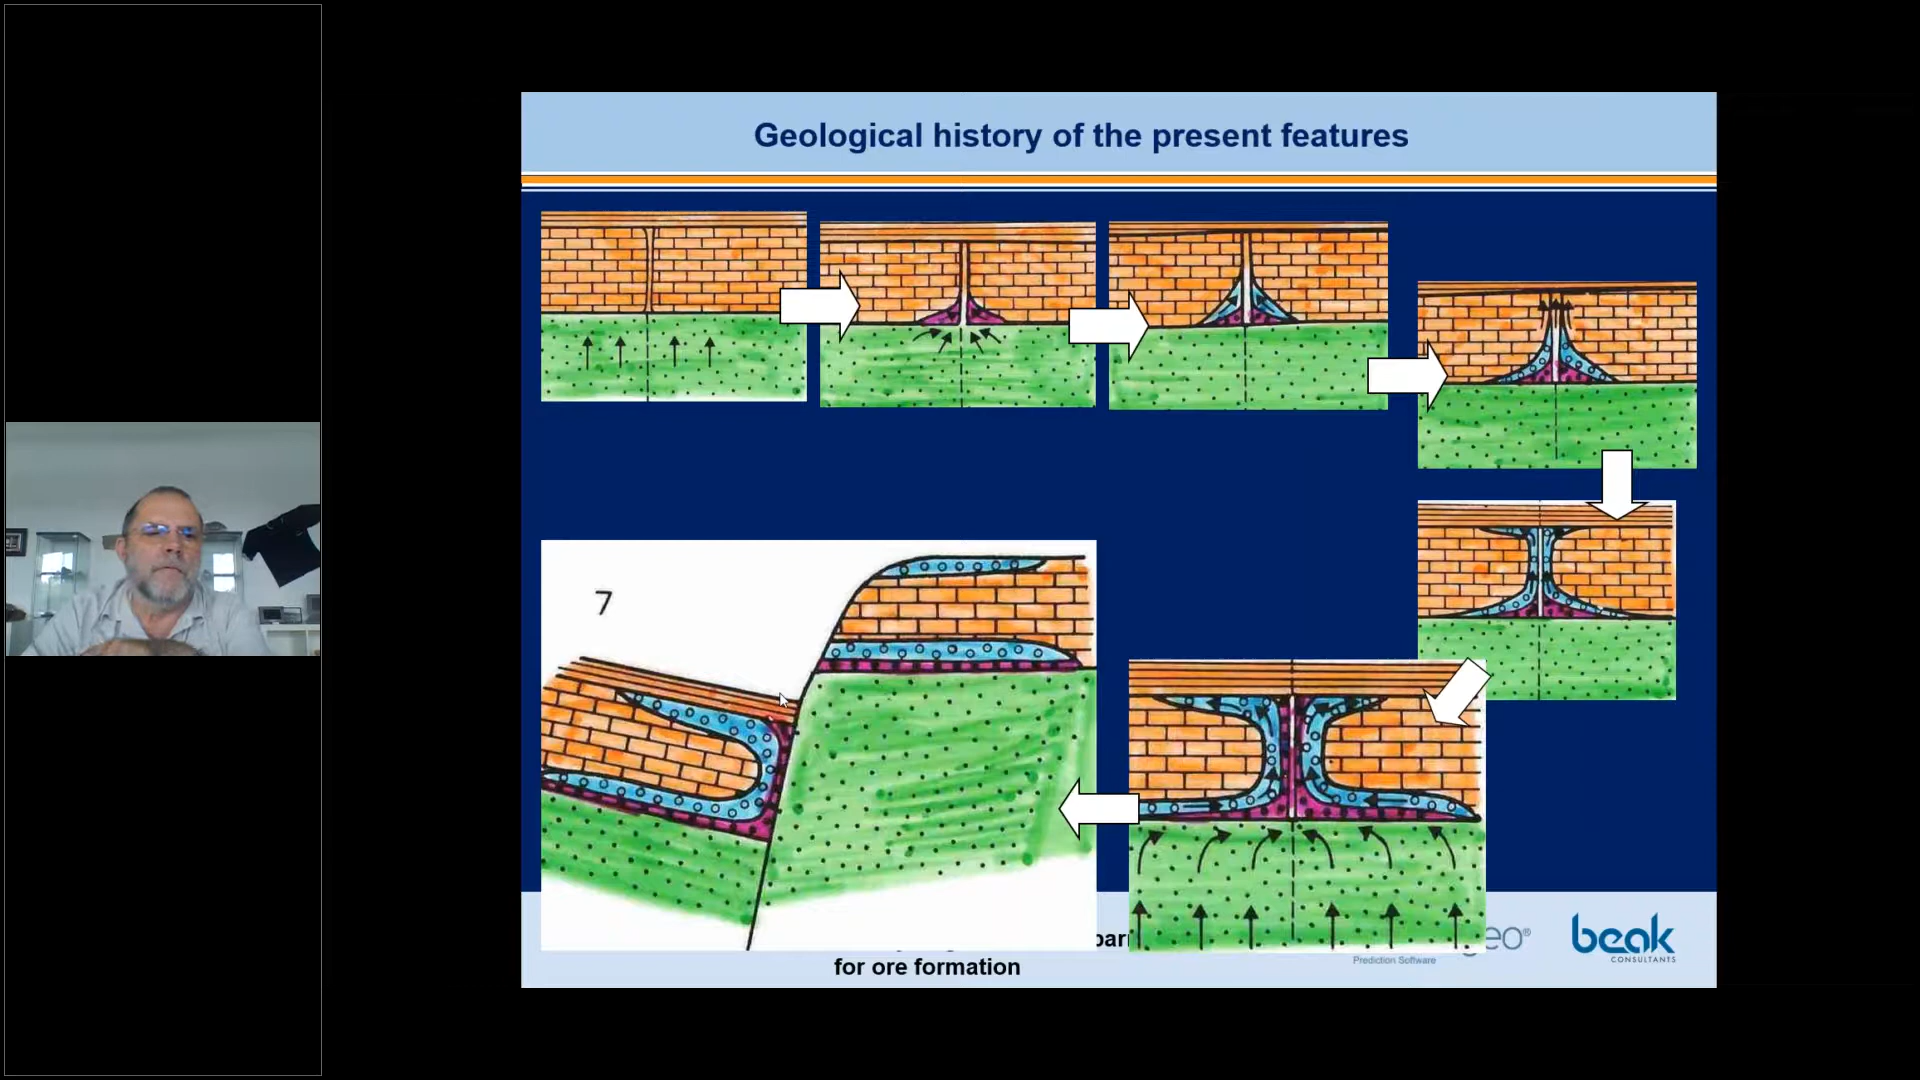 Geological history of the present features
7
for ore formation
Prediction Software
beak
CONSULTANTS